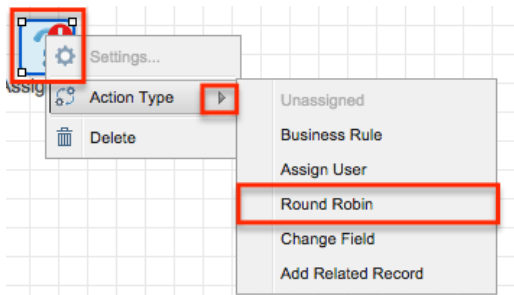 Settings...
Action Type
Delete
Unassigned
Business Rule
Assign User
Round Robin
Change Field
Add Related Record